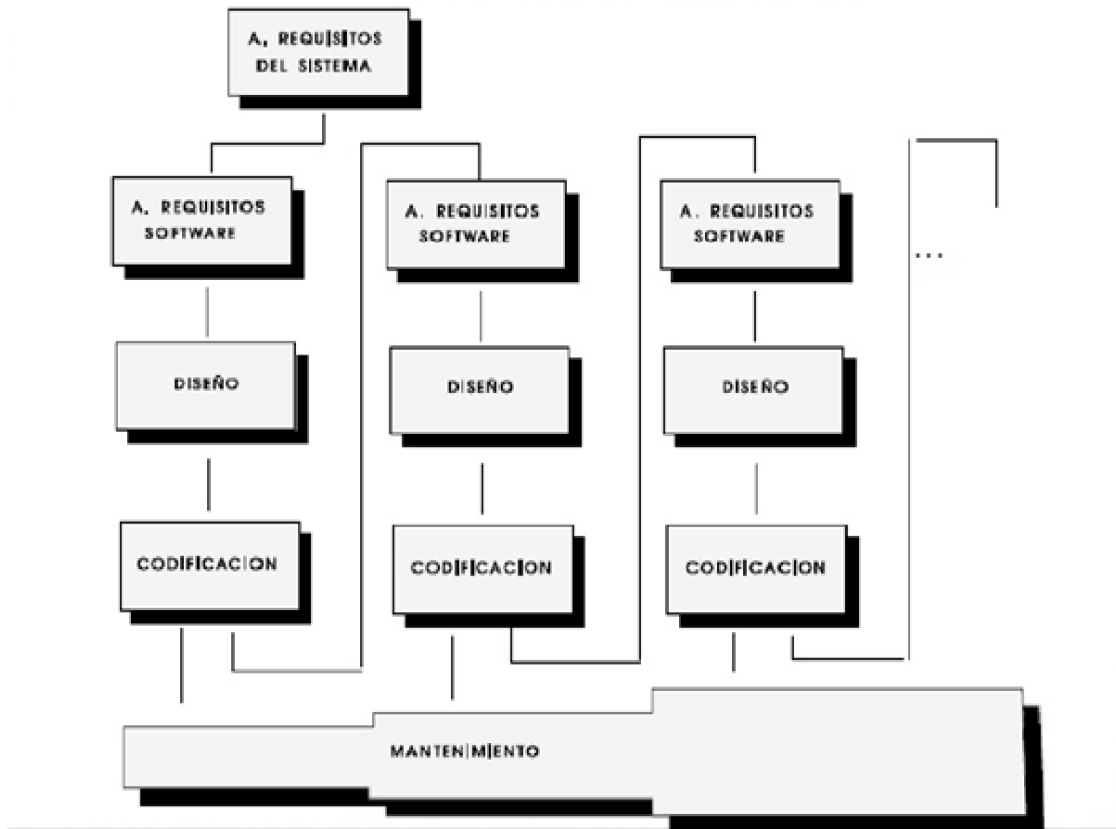 A. REQUISITOS
DEL SISTEMA
A. REQUISITOS
SOFTWARE
A. REQUISITOS
SOFTWARE
A. REQUISITOS
SOFTWARE
...
DISEÑO
DISEÑO
DISEÑO
CODIFICACION
CODIFICACION
CODIFICACION
MANTENIMIENTO